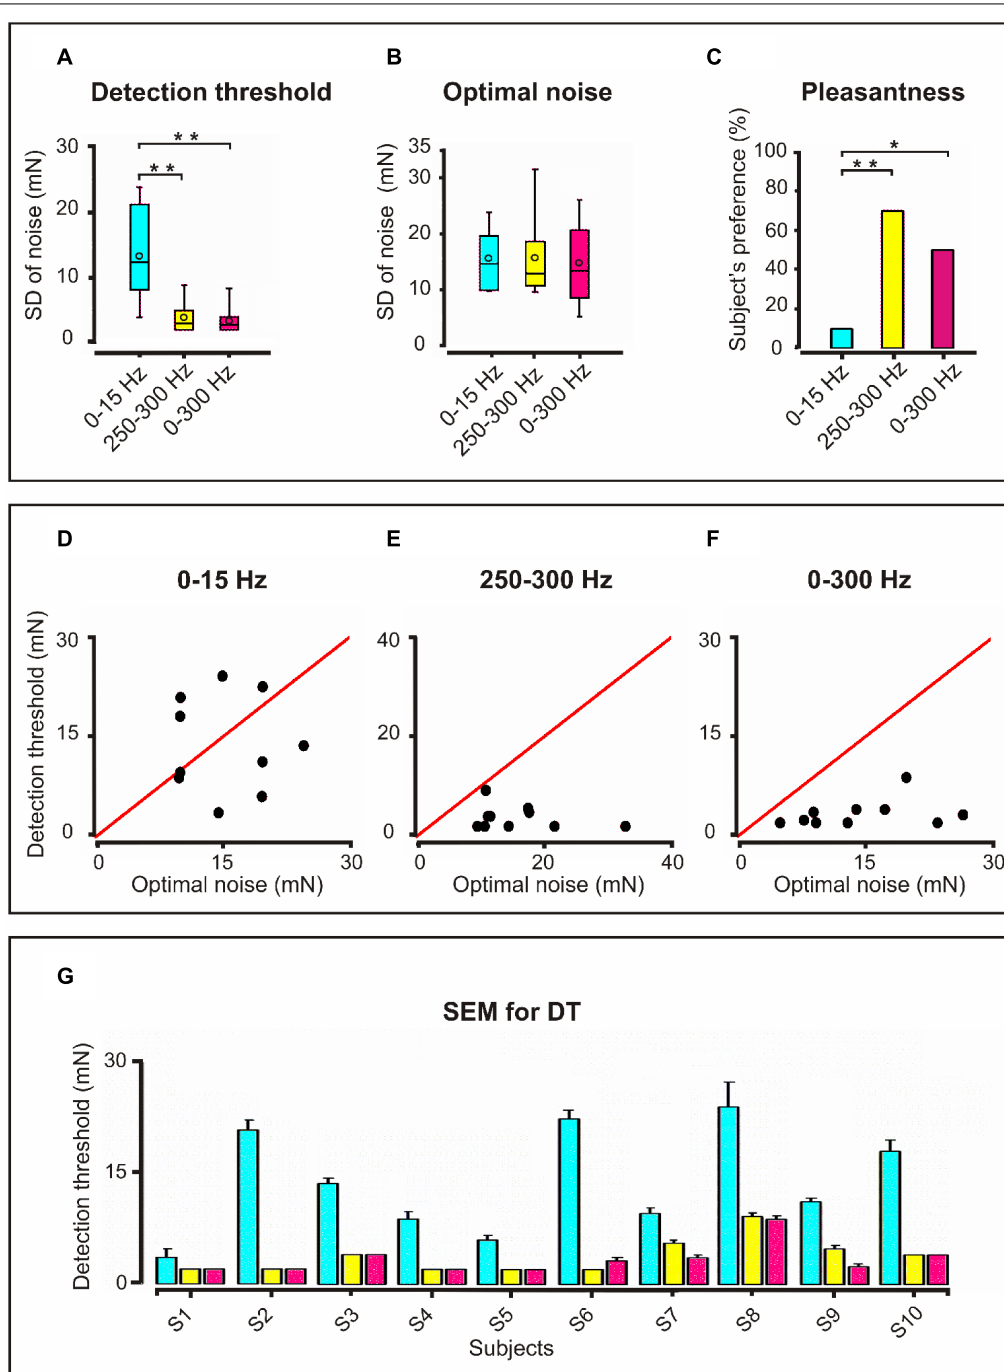 A
Detection threshold
SD of noise (mN)
30
20
10
0
* *
* *
0-15 Hz
250-300 Hz
0-300 Hz
B
Optimal noise
SD of noise (mN)
35
30
20
10
0
0-15 Hz
250-300 Hz
0-300 Hz
C
Pleasantness
Subject's preference (%)
100
80
60
40
20
0
*
* *
0-15 Hz
250-300 Hz
0-300 Hz
D
0-15 Hz
Detection threshold (mN)
30
15
0
0 15 30
Optimal noise (mN)
E
250-300 Hz
40
20
0
0 20 40
Optimal noise (mN)
F
0-300 Hz
30
15
0
0 15 30
Optimal noise (mN)
G
SEM for DT
Detection threshold (mN)
30
15
0
S1 S2 S3 S4 S5 S6 S7 S8 S9 S10
Subjects